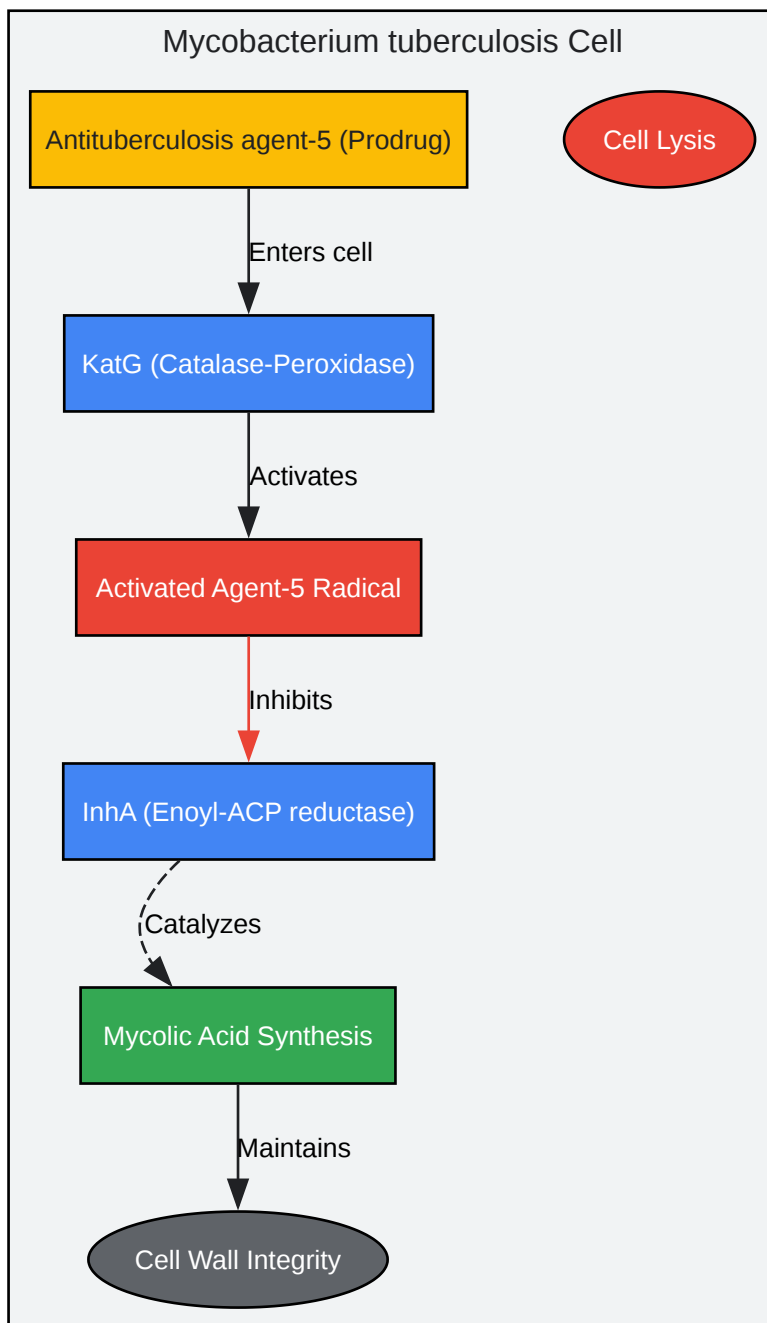 Mycobacterium tuberculosis Cell
Antituberculosis agent-5 (Prodrug)
Cell Lysis
Enters cell
KatG (Catalase-Peroxidase)
Activates
Activated Agent-5 Radical
Inhibits
InhA (Enoyl-ACP reductase)
Catalyzes
Mycolic Acid Synthesis
Maintains
Cell Wall Integrity